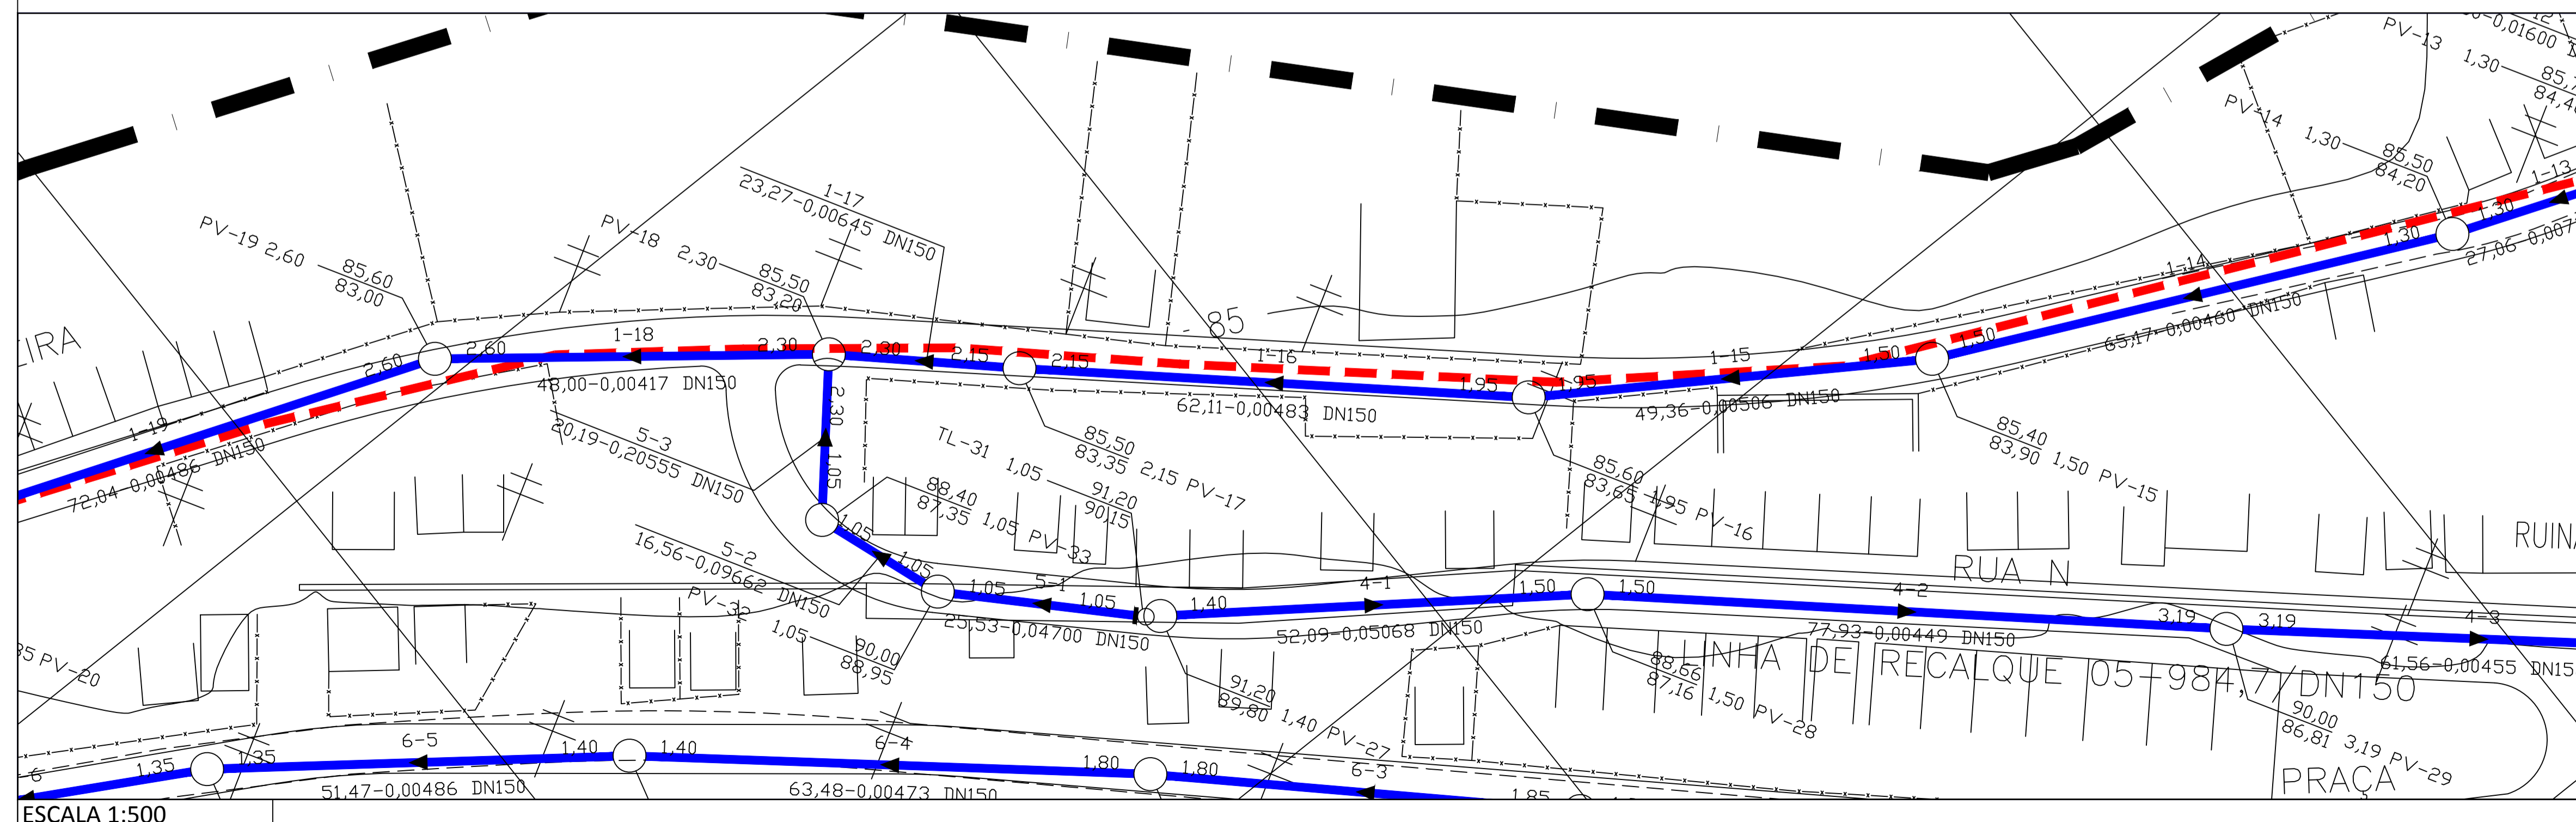 PV-13
1,30
PV-14
1,30
85,50
84,20
1-13
1,30
1,30
1-14
65,17-0,00460 DN150
1-17
23,27-0,00645 DN150
PV-19 2,60
85,60
83,00
PV-18 2,30
85,50
83,20
85
1-18
2,60
2,60
2,30
2,30
2,15
2,15
1-16
1,95
1,95
1-15
1,50
1,50
48,00-0,00417 DN150
62,11-0,00483 DN150
49,36-0,00506 DN150
1-19
72,04-0,00486 DN150
5-3
20,19-0,20555 DN150
2,30
1,05
TL-31 1,05
91,20
90,15
85,50
83,35 2,15 PV-17
85,60
83,65 1,95 PV-16
85,40
83,90 1,50 PV-15
88,40
87,35 1,05 PV-33
5-2
16,56-0,09662 DN150
PV-32
1,05
90,00
88,95
1,05
1,05
1,05
5-1
1,05
25,53-0,04700 DN150
1,40
4-1
1,50
1,50
52,09-0,05068 DN150
RUA N
4-2
77,93-0,00449 DN150
3,19
3,19
4-3
LINHA DE RECALQUE 05-984,7/DN150
91,20
89,80 1,40 PV-27
88,66
87,16 1,50 PV-28
90,00
86,81 3,19 PV-29
PRAÇA
PV-20
1,35
1,35
6-5
1,40
1,40
6-4
1,80
1,80
6-3
1,85
51,47-0,00486 DN150
63,48-0,00473 DN150
ESCALA 1:500